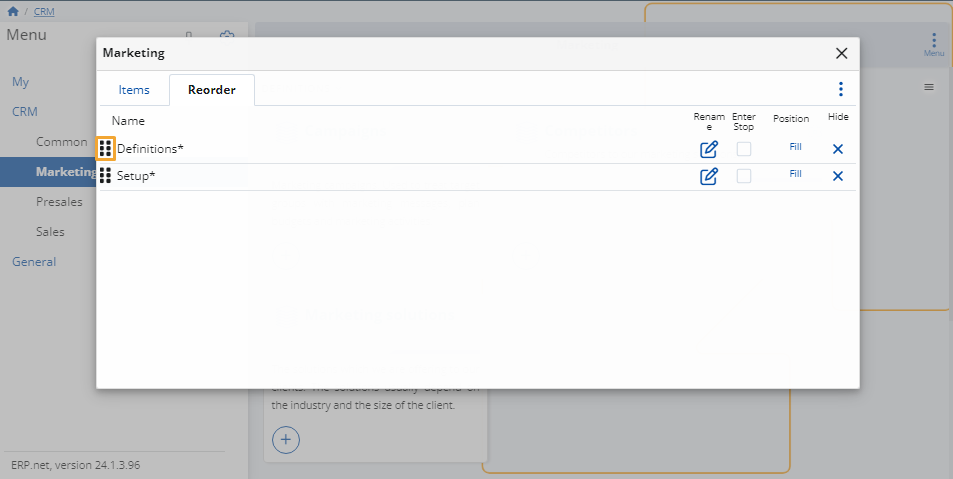 / CRM
Menu
Menu
My
CRM
Common
Marketing
Presales
Sales
General
Marketing
Items
Reorder
Name
Renam
e
Enter
Stop
Position
Hide
Definitions*
Fill
Setup*
Fill
clients. The solutions usually depend on
the industry and the size of the client.
ERP.net, version 24.1.3.96